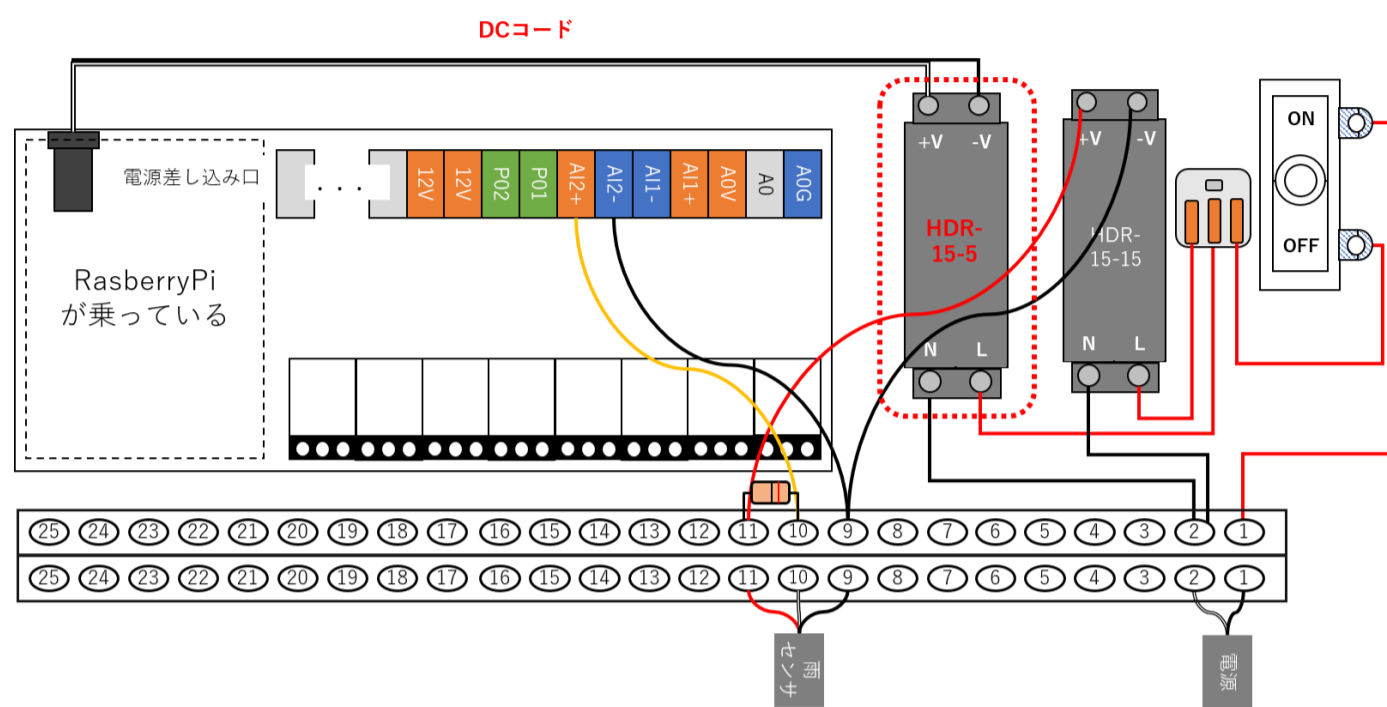 DCコード
電源差し込み口
RasberryPi
が乗っている
. . .
12V
12V
P02
P01
AI2+
AI2-
AI1-
AI1+
A0V
A0
A0G
+V
-V
HDR-
15-5
N
L
+V
-V
HDR-
15-15
N
L
ON
OFF
25 24 23 22 21 20 19 18 17 16 15 14 13 12 11 10 9 8 7 6 5 4 3 2 1
25 24 23 22 21 20 19 18 17 16 15 14 13 12 11 10 9 8 7 6 5 4 3 2 1
雨
センサ
電源